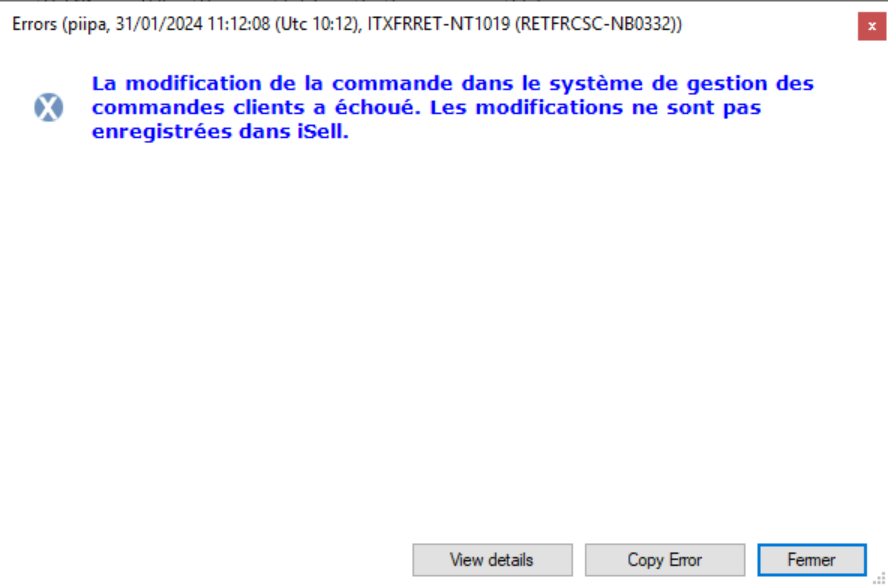 Errors (piipa, 31/01/2024 11:12:08 (Utc 10:12), ITXFRRET-NT1019 (RETFRCSC-NB0332))
x
La modification de la commande dans le système de gestion des
commandes clients a échoué. Les modifications ne sont pas
enregistrées dans iSell.
View details
Copy Error
Fermer